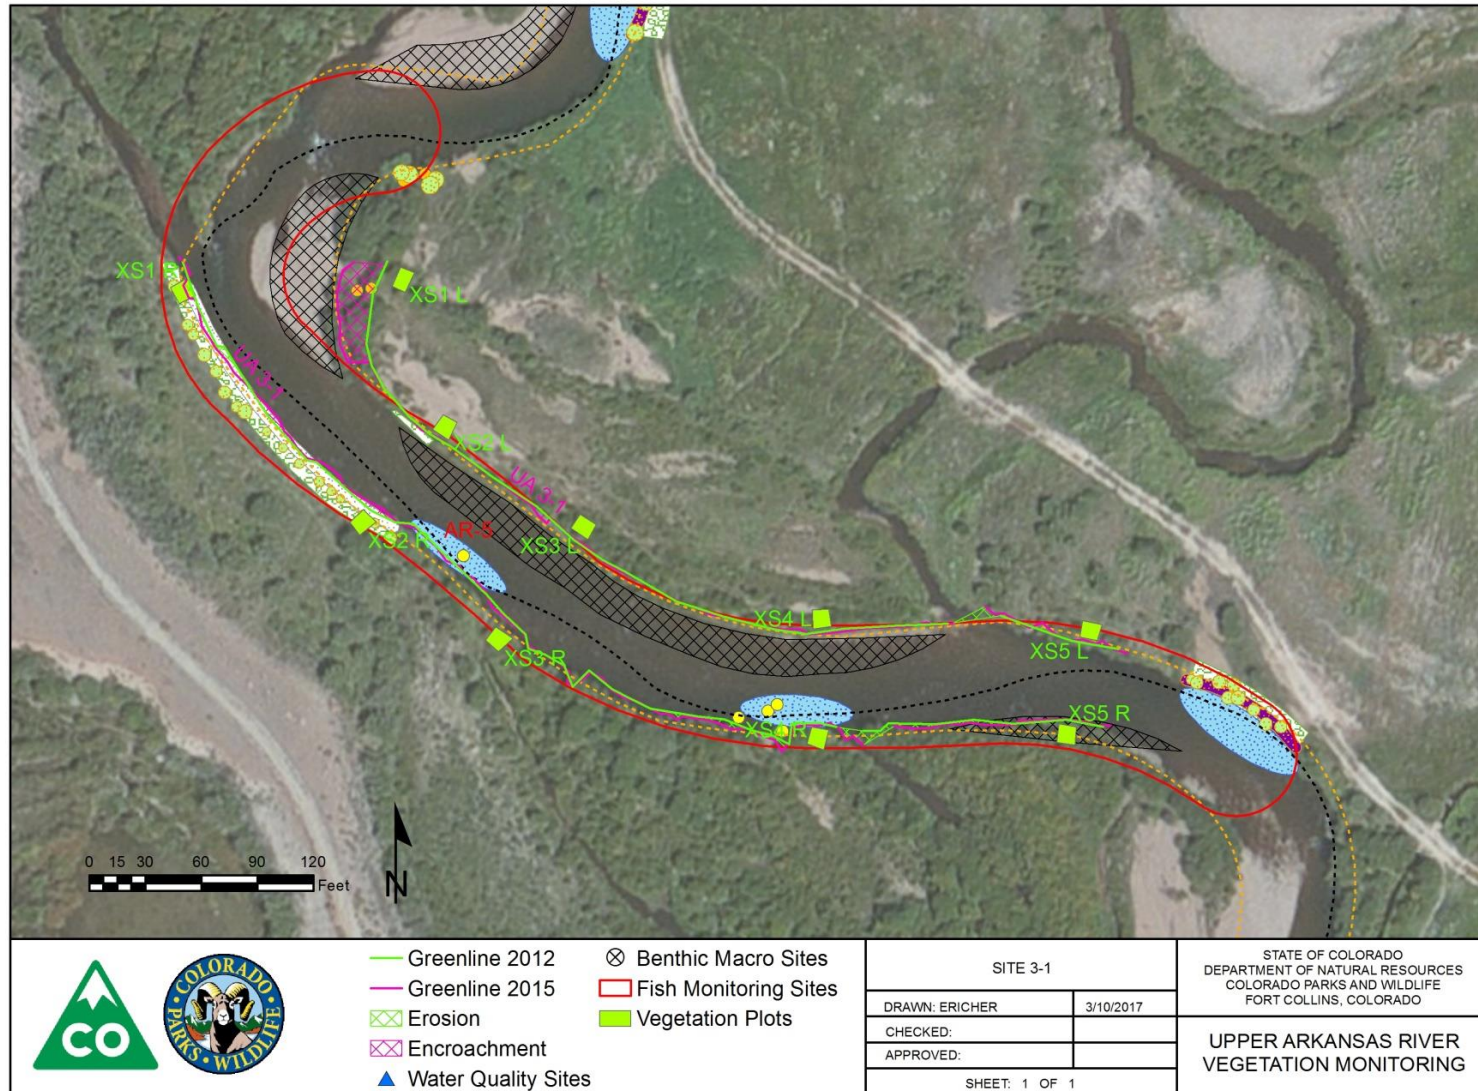 XS1 R
XS1 L
UA 3-1
XS2 L
UA 3-1
AR-5
XS2 R
XS3 L
XS3 R
XS4 L
XS4 R
XS5 L
XS5 R
0 15 30 60 90 120
Feet
N
CO
COLORADO
PARKS AND WILDLIFE
Greenline 2012
Greenline 2015
Erosion
Encroachment
Water Quality Sites
Benthic Macro Sites
Fish Monitoring Sites
Vegetation Plots
SITE 3-1
DRAWN: ERICHER 3/10/2017
CHECKED:
APPROVED:
SHEET: 1 OF 1
STATE OF COLORADO
DEPARTMENT OF NATURAL RESOURCES
COLORADO PARKS AND WILDLIFE
FORT COLLINS, COLORADO
UPPER ARKANSAS RIVER
VEGETATION MONITORING